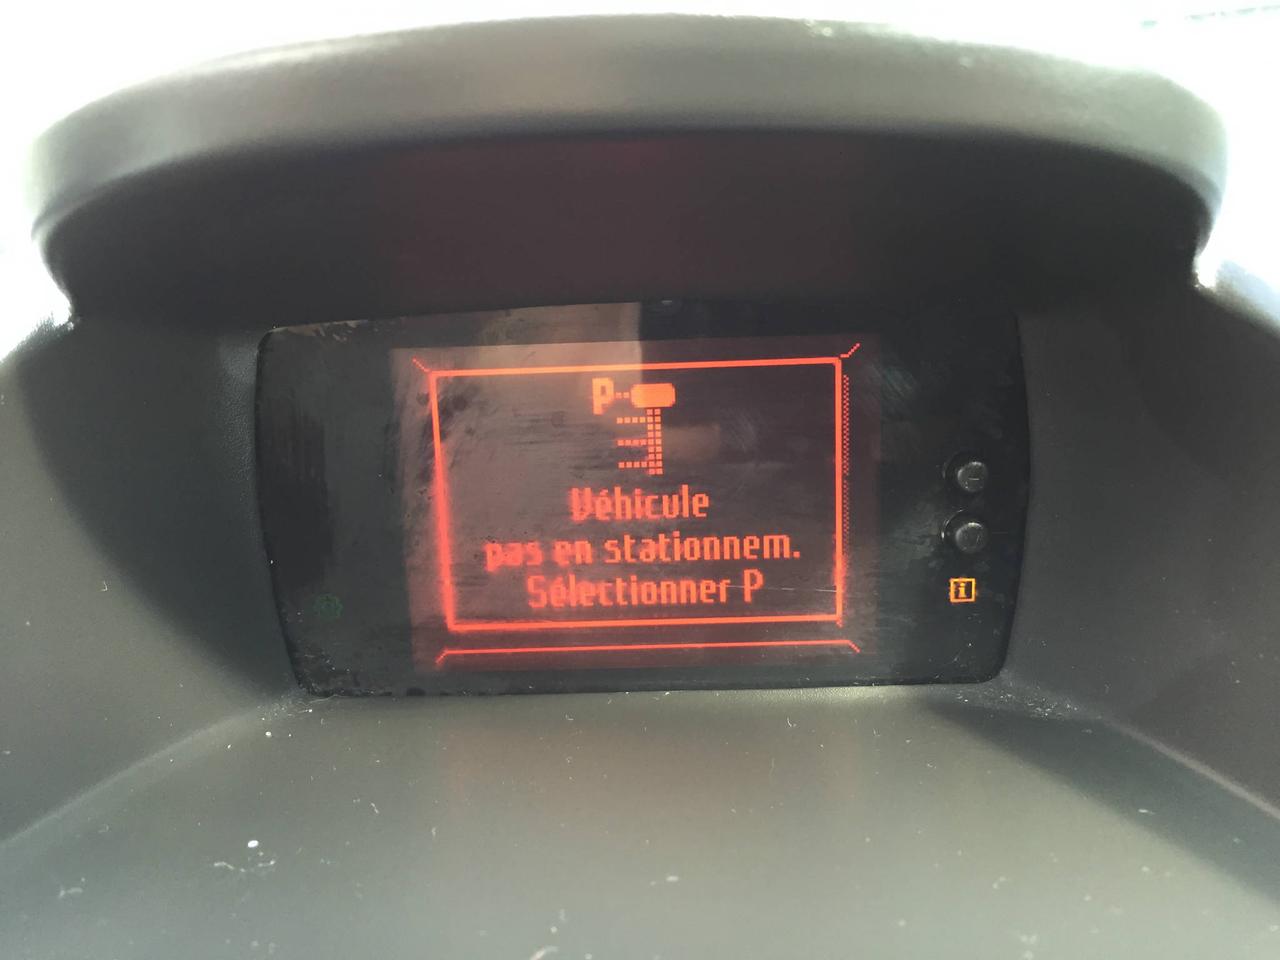 P
Véhicule
pas en stationnem.
Sélectionner P
i